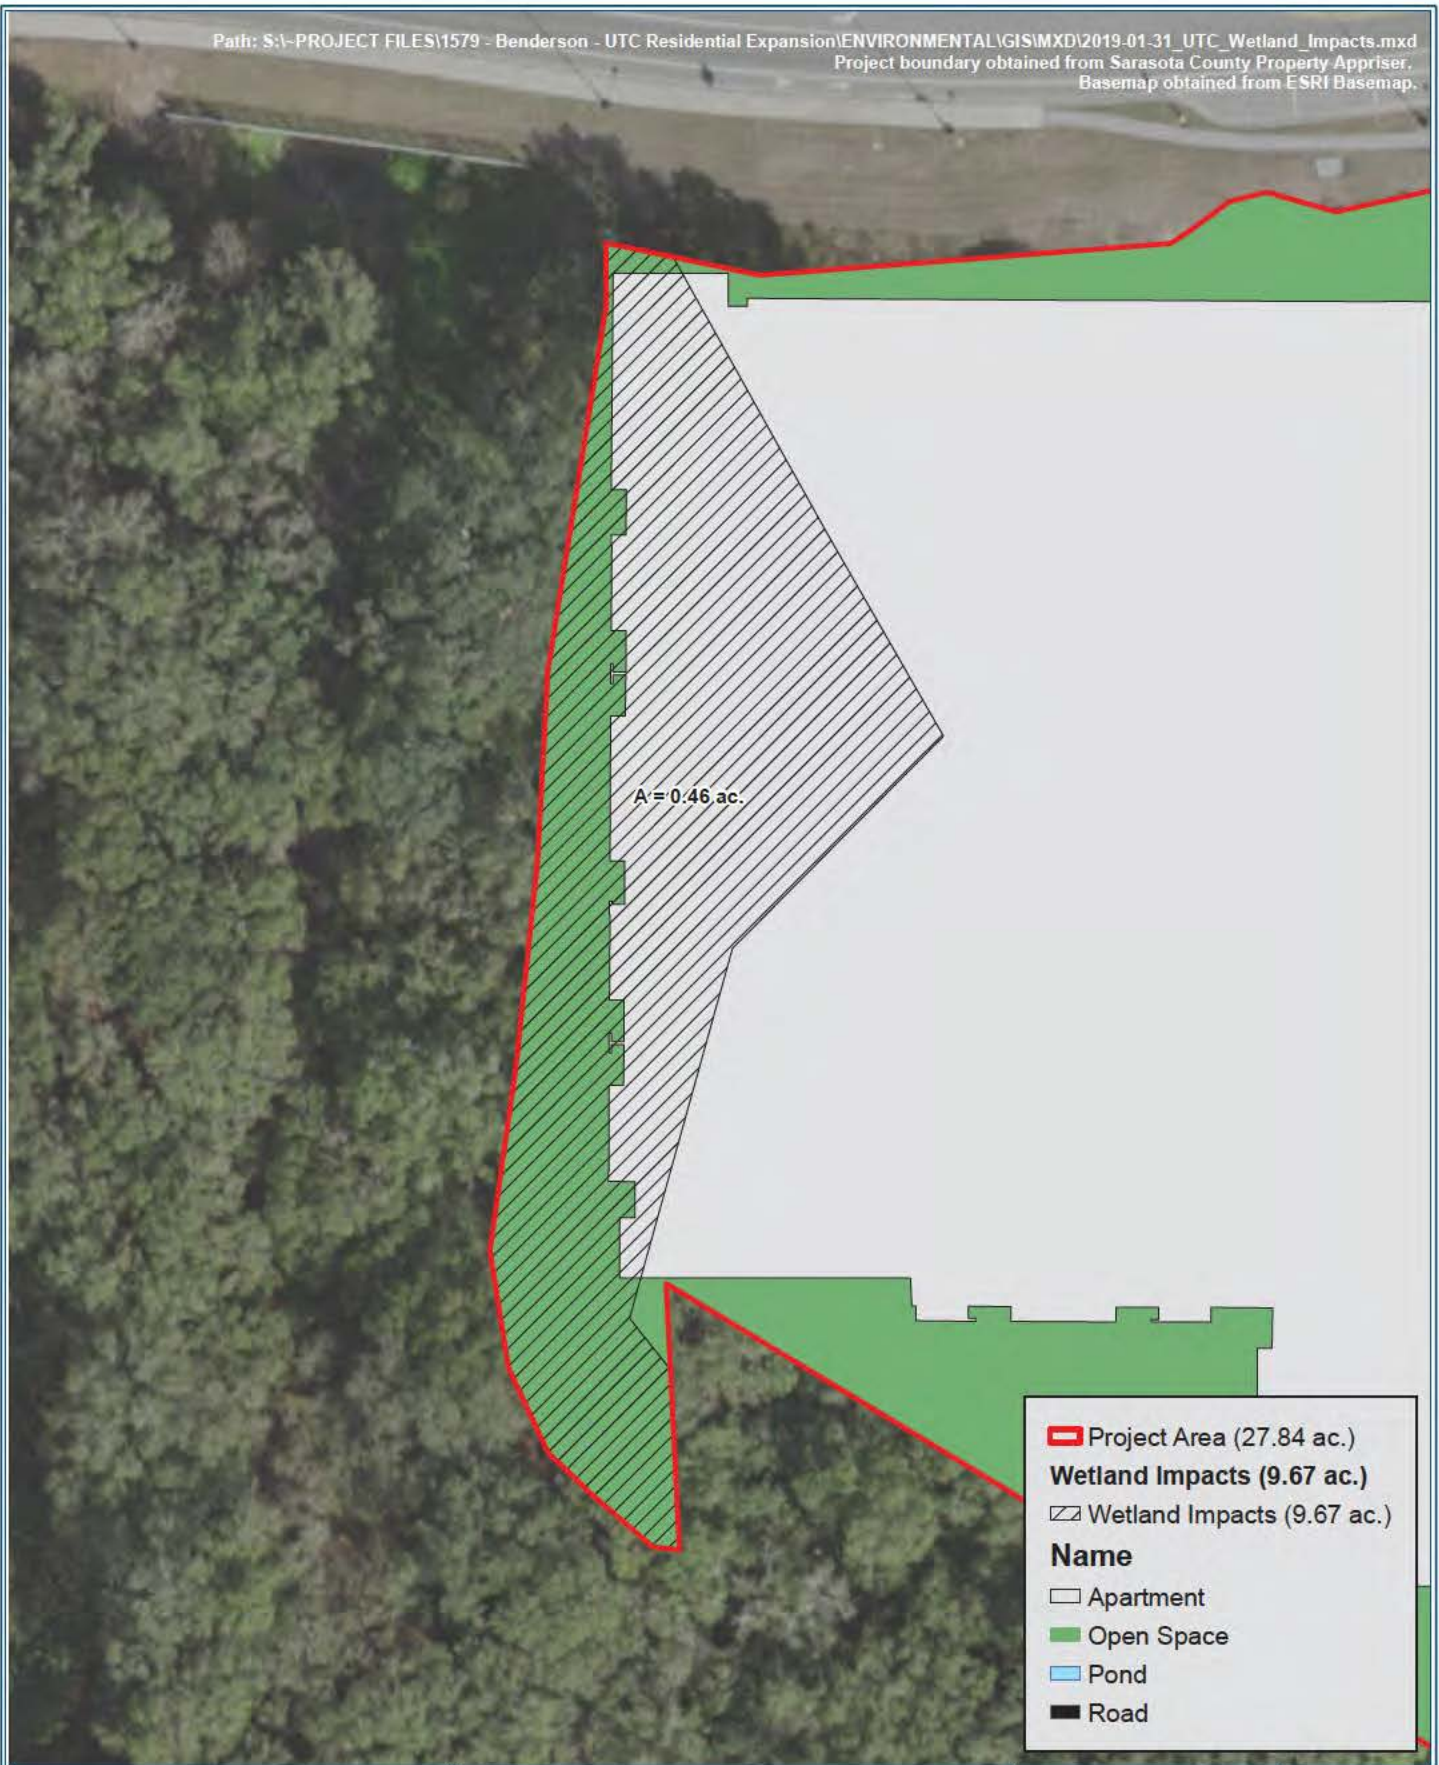 Path: S:\~PROJECT FILES\1579 - Benderson - UTC Residential Expansion\ENVIRONMENTAL\GIS\MXD\2019-01-31_UTC_Wetland_Impacts.mxd
Project boundary obtained from Sarasota County Property Appriser.
Basemap obtained from ESRI Basemap.
A = 0.46 ac.
Project Area (27.84 ac.)
Wetland Impacts (9.67 ac.)
Wetland Impacts (9.67 ac.)
Name
Apartment
Open Space
Pond
Road